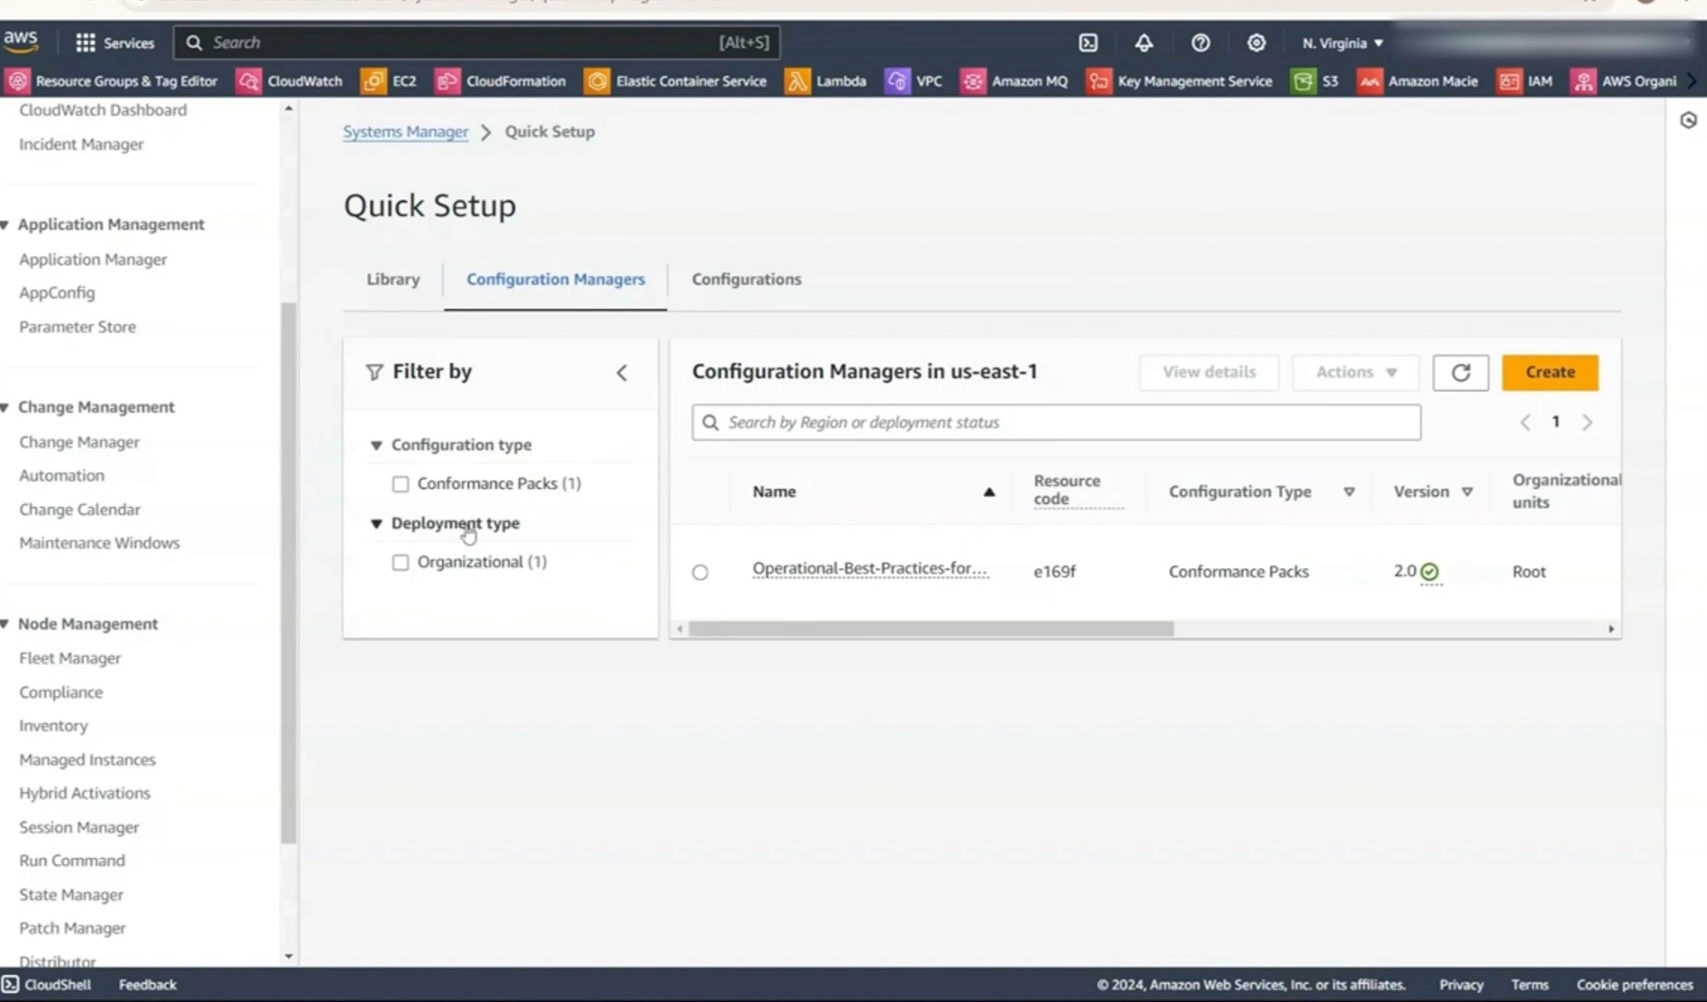 aws
Services
Search
[Alt+S]
N. Virginia
Resource Groups & Tag Editor
CloudWatch
EC2
CloudFormation
Elastic Container Service
Lambda
VPC
Amazon MQ
Key Management Service
S3
Amazon Macie
IAM
AWS Organi
CloudWatch Dashboard
Incident Manager
Application Management
Application Manager
AppConfig
Parameter Store
Change Management
Change Manager
Automation
Change Calendar
Maintenance Windows
Node Management
Fleet Manager
Compliance
Inventory
Managed Instances
Hybrid Activations
Session Manager
Run Command
State Manager
Patch Manager
Distributor
Systems Manager
Quick Setup
Quick Setup
Library
Configuration Managers
Configurations
Filter by
Configuration type
Conformance Packs (1)
Deployment type
Organizational (1)
Configuration Managers in us-east-1
View details
Actions
Create
Search by Region or deployment status
1
Name
Resource
code
Configuration Type
Version
Organizational
units
Operational-Best-Practices-for...
e169f
Conformance Packs
2.0
Root
CloudShell
Feedback
© 2024, Amazon Web Services, Inc. or its affiliates.
Privacy
Terms
Cookie preferences